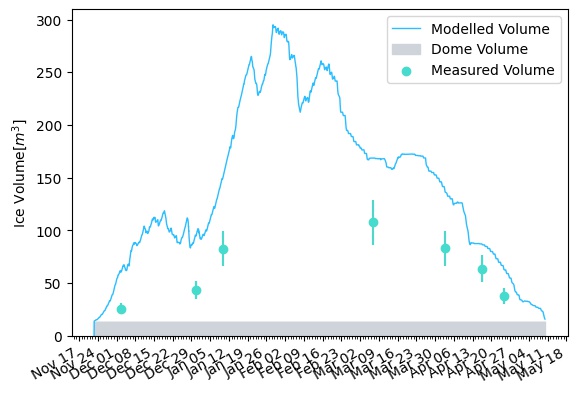 300
250
200
150
100
50
0
Ice Volume[m³]
Modelled Volume
Dome Volume
Measured Volume
Nov 17
Nov 24
Dec 01
Dec 08
Dec 15
Dec 22
Dec 29
Jan 05
Jan 12
Jan 19
Jan 26
Feb 02
Feb 09
Feb 16
Feb 23
Mar 02
Mar 09
Mar 16
Mar 23
Mar 30
Apr 06
Apr 13
Apr 20
Apr 27
May 04
May 11
May 18